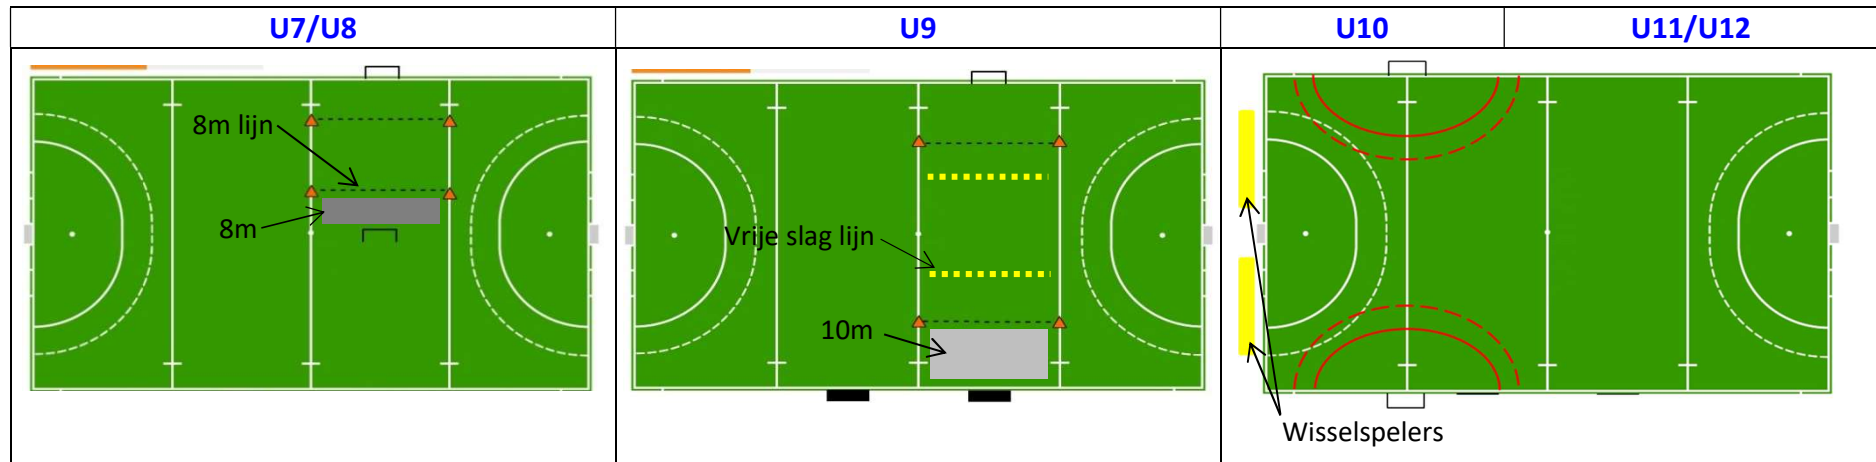 U7/U8
U9
U10
U11/U12
8m lijn
8m
Vrije slag lijn
10m
Wisselspelers